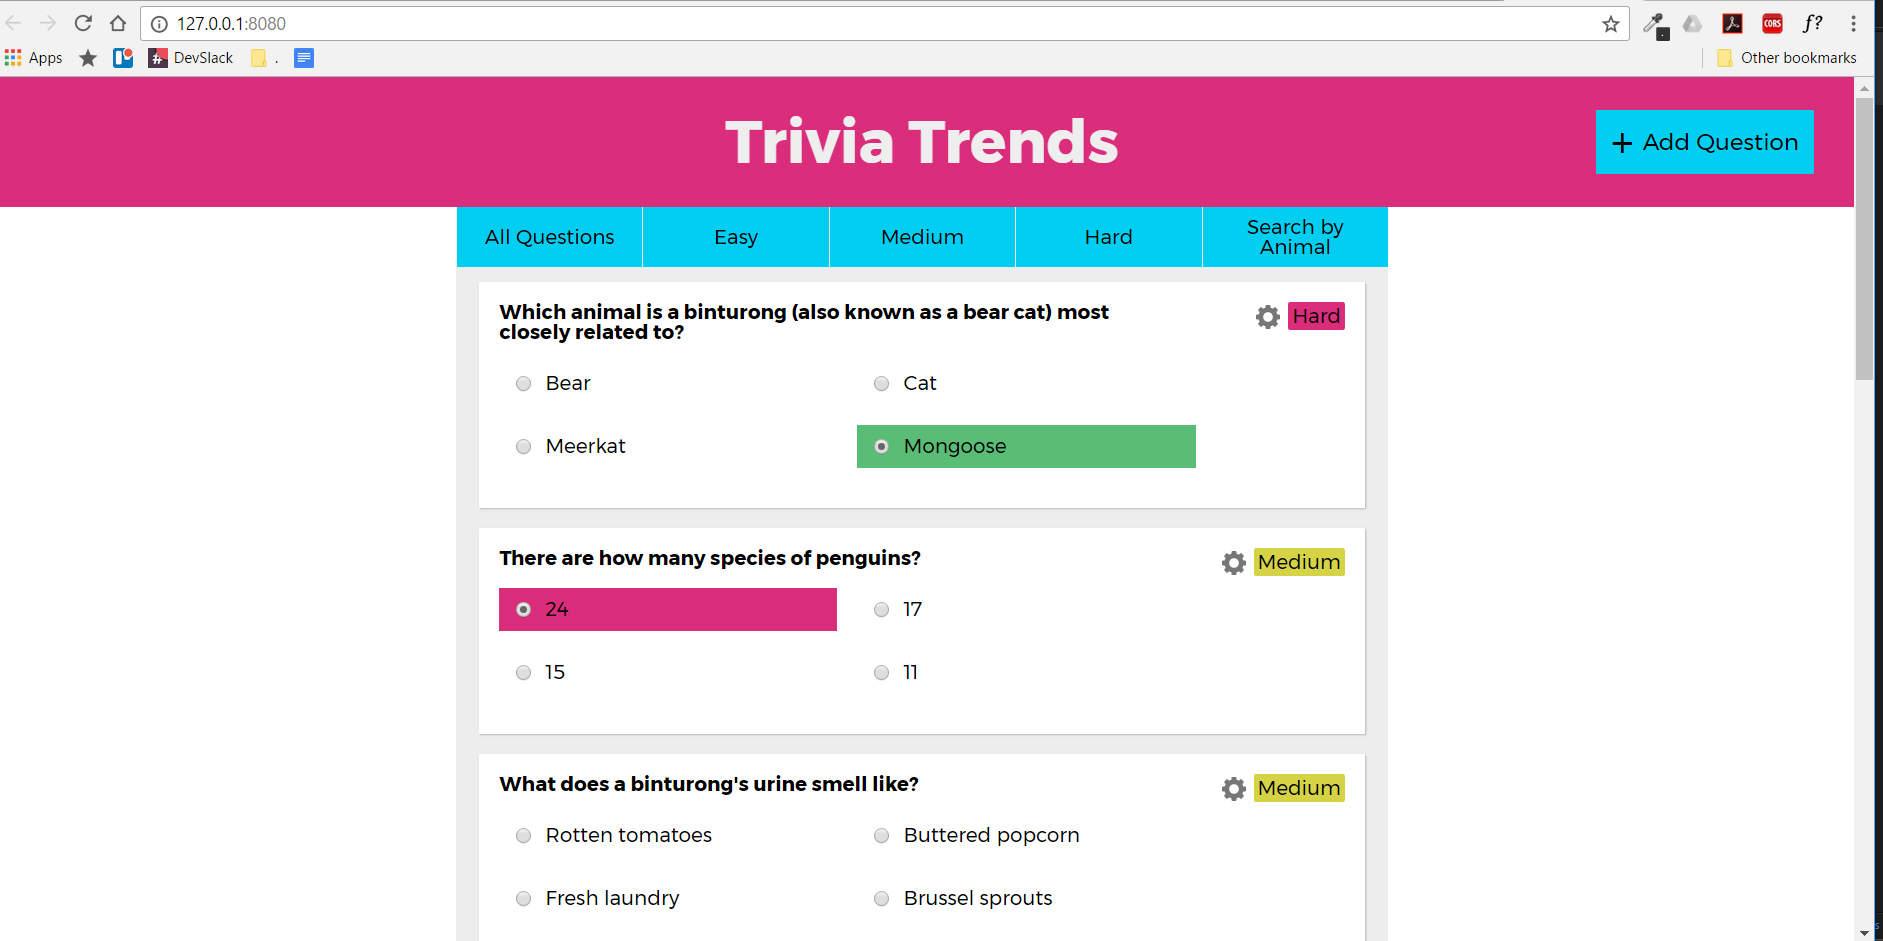 127.0.0.1:8080
CORS
f?
Apps
DevSlack
.
Other bookmarks
Trivia Trends
+ Add Question
All Questions
Easy
Medium
Hard
Search by
Animal
Which animal is a binturong (also known as a bear cat) most
closely related to?
Hard
Bear
Cat
Meerkat
Mongoose
There are how many species of penguins?
Medium
24
17
15
11
What does a binturong's urine smell like?
Medium
Rotten tomatoes
Buttered popcorn
Fresh laundry
Brussel sprouts